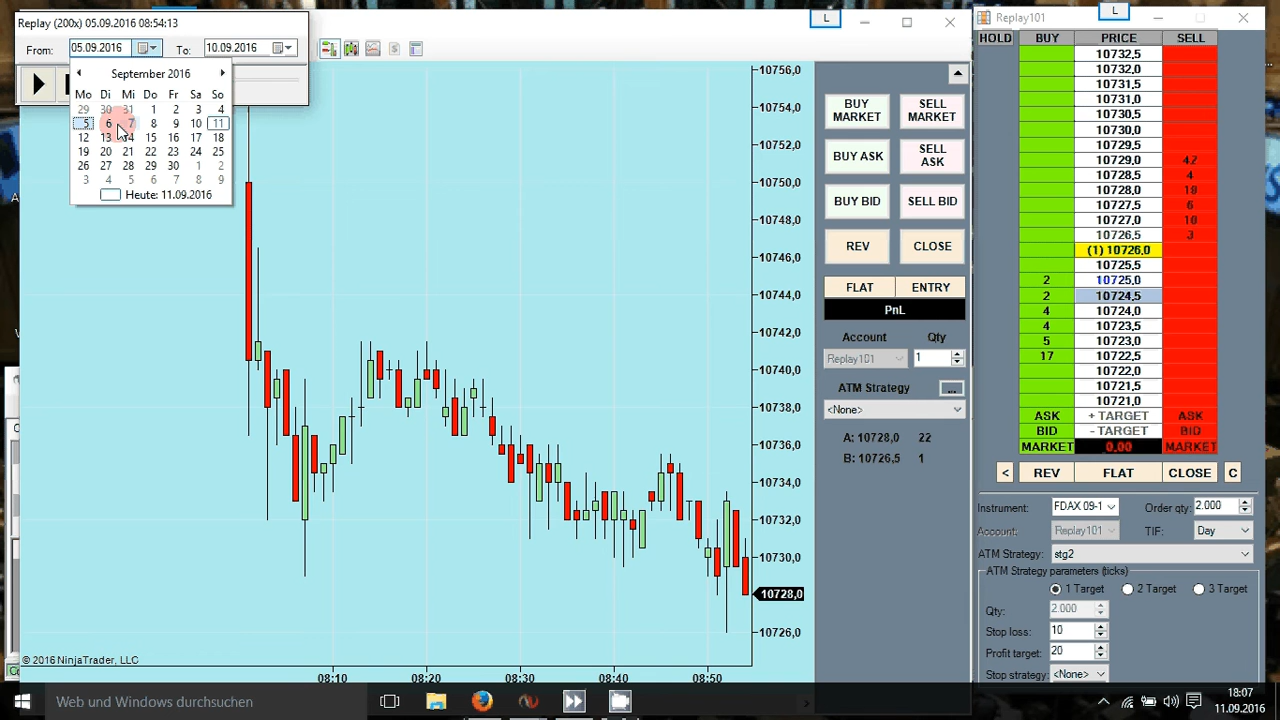 Replay (200x) 05.09.2016 08:54:13
From: 05.09.2016 To: 10.09.2016
September 2016
Mo Di Mi Do Fr Sa So
29 30 31 1 2 3 4
5 6 7 8 9 10 11
12 13 14 15 16 17 18
19 20 21 22 23 24 25
26 27 28 29 30 1 2
3 4 5 6 7 8 9
Heute: 11.09.2016
10756,0
10754,0
10752,0
10750,0
10748,0
10746,0
10744,0
10742,0
10740,0
10738,0
10736,0
10734,0
10732,0
10730,0
10728,0
10726,0
© 2016 NinjaTrader, LLC
08:10 08:20 08:30 08:40 08:50
L
BUY MARKET
SELL MARKET
BUY ASK
SELL ASK
BUY BID
SELL BID
REV
CLOSE
FLAT
ENTRY
PnL
Account Qty
Replay101 1
ATM Strategy ...
<None>
A: 10728,0 22
B: 10726,5 1
L
Replay101
HOLD BUY PRICE SELL
10732,5
10732,0
10731,5
10731,0
10730,5
10730,0
10729,5
10729,0 42
10728,5 4
10728,0 18
10727,5 6
10727,0 10
10726,5 3
(1) 10726,0
10725,5
2 10725,0
2 10724,5
4 10724,0
4 10723,5
5 10723,0
17 10722,5
10722,0
10721,5
10721,0
ASK + TARGET ASK
BID - TARGET BID
MARKET 0,00 MARKET
< REV FLAT CLOSE C
Instrument: FDAX 09-1 Order qty: 2.000
Account: Replay101 TIF: Day
ATM Strategy: stg2
ATM Strategy parameters (ticks)
1 Target 2 Target 3 Target
Qty: 2.000
Stop loss: 10
Profit target: 20
Stop strategy: <None>
Web und Windows durchsuchen
18:07
11.09.2016